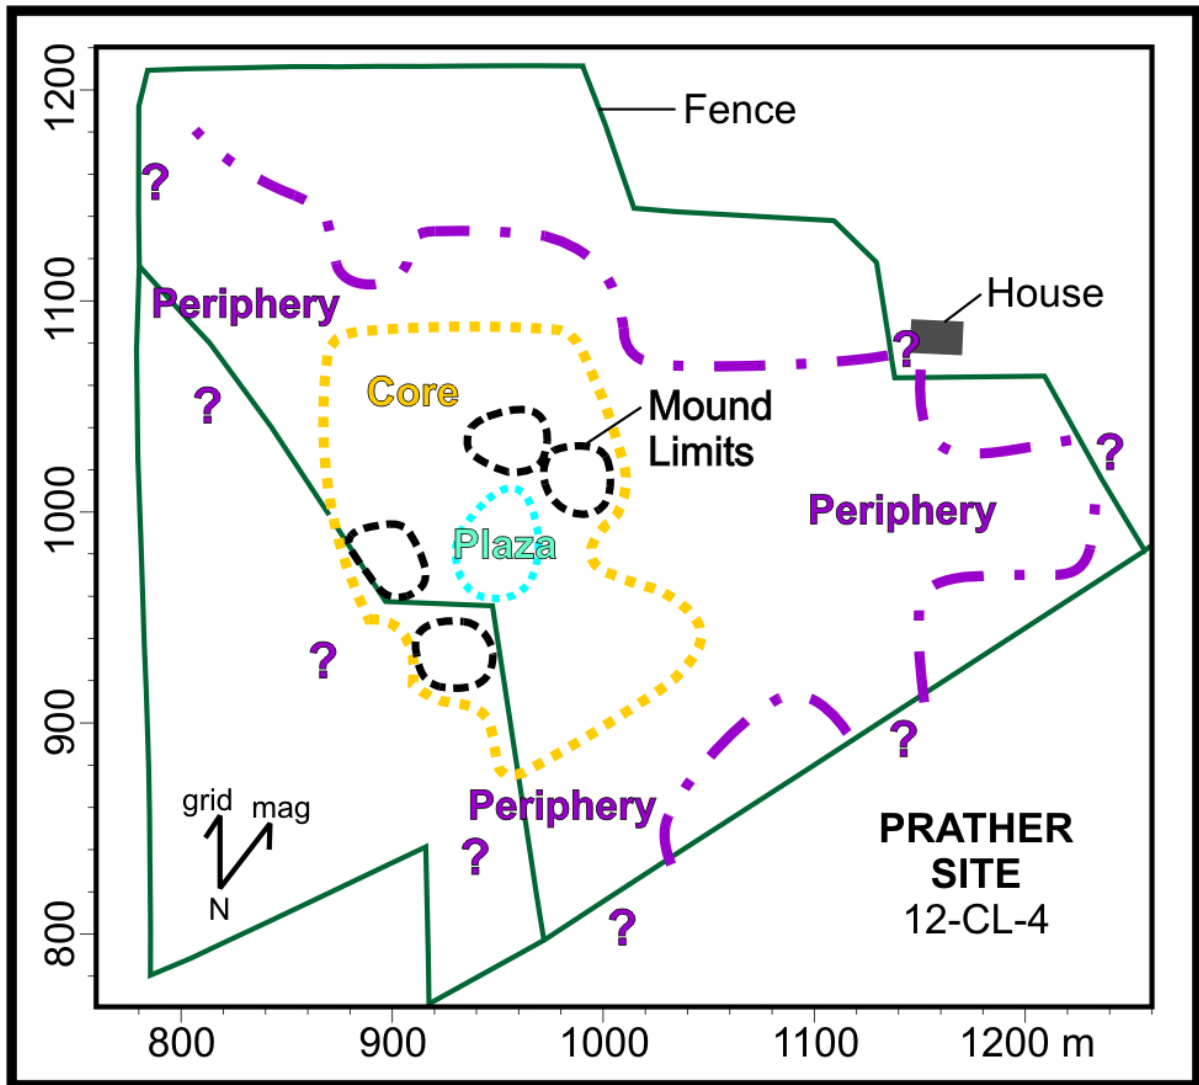 1200
Fence
?
House
1100
Periphery
?
Core
Mound
Limits
?
?
Periphery
1000
Plaza
?
900
?
grid
mag
N
Periphery
?
?
PRATHER
SITE
12-CL-4
800
800
900
1000
1100
1200 m